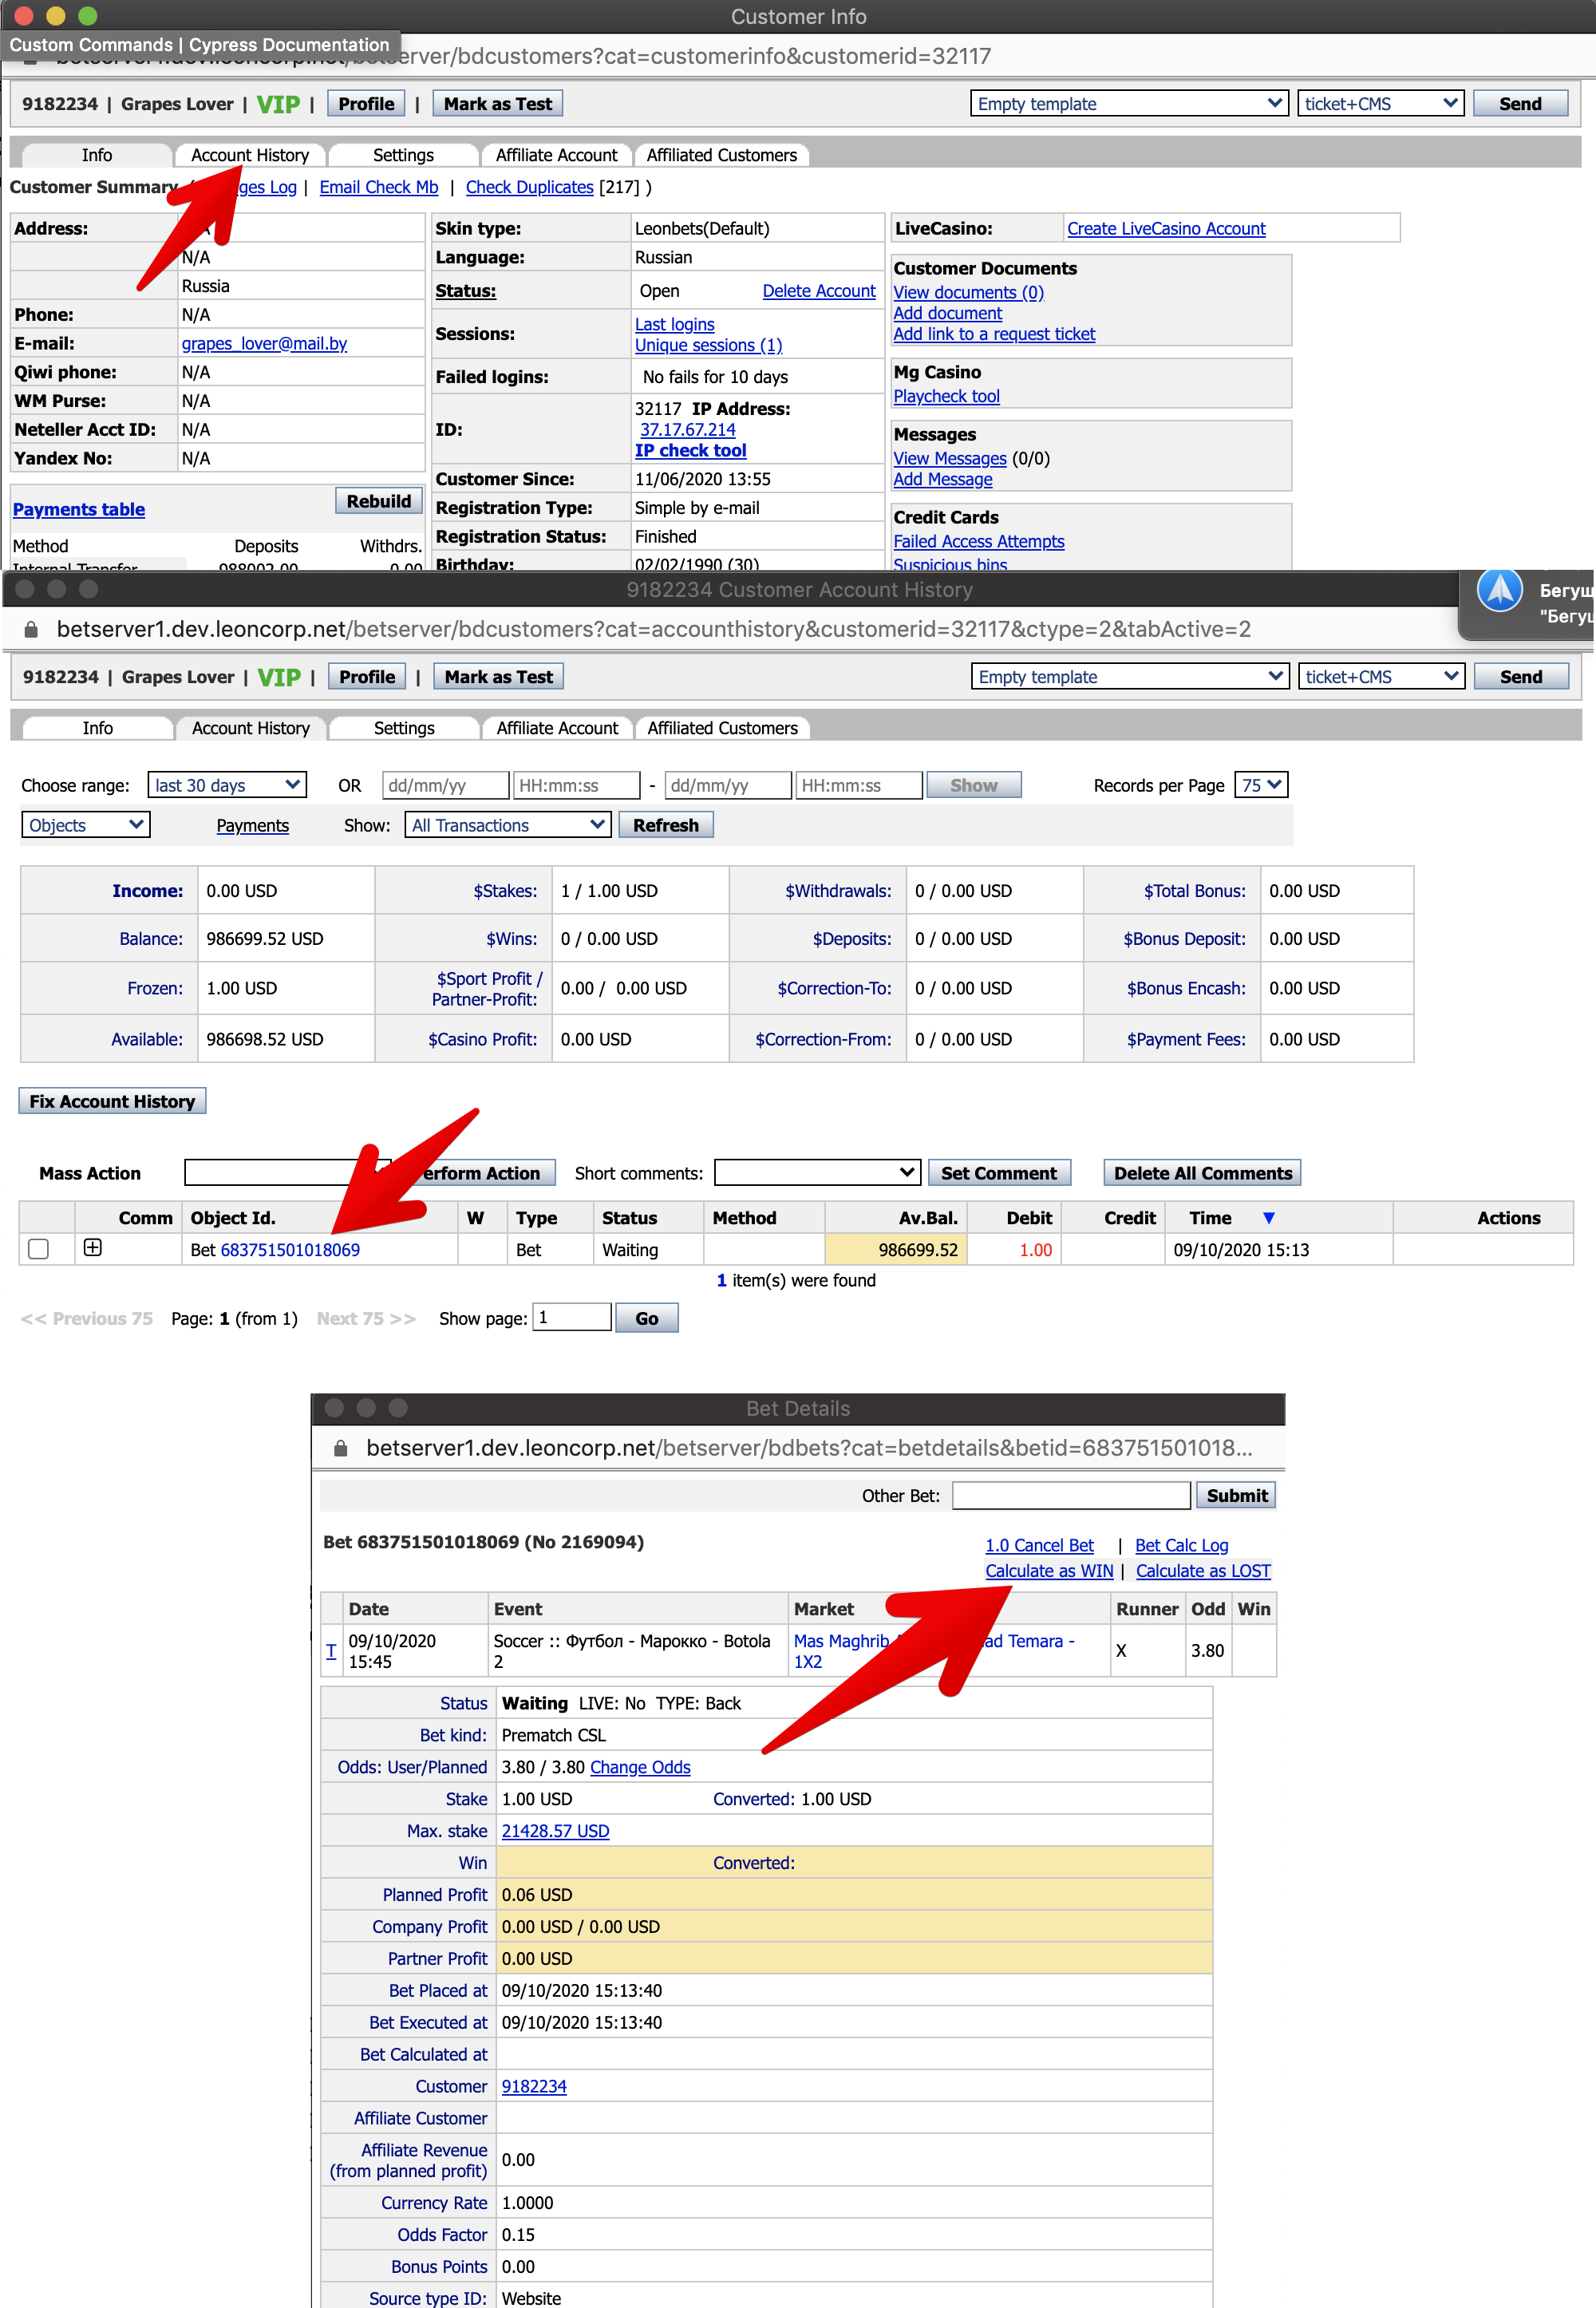 Customer Info
Custom Commands | Cypress Documentation
/betserver/bdcustomers?cat=customerinfo&customerid=32117
9182234 | Grapes Lover | VIP | Profile | Mark as Test Empty template ticket+CMS Send
Info Account History Settings Affiliate Account Affiliated Customers
Customer Summary Log | Email Check Mb | Check Duplicates [217] )
Address: Skin type: Leonbets(Default) LiveCasino: Create LiveCasino Account
N/A Language: Russian Customer Documents
Russia Status: Open Delete Account View documents (0)
Phone: N/A Sessions: Last logins Add document
E-mail: grapes_lover@mail.by Unique sessions (1) Add link to a request ticket
Qiwi phone: N/A Failed logins: No fails for 10 days Mg Casino
WM Purse: N/A ID: 32117 IP Address: Playcheck tool
Neteller Acct ID: N/A 37.17.67.214 Messages
Yandex No: N/A IP check tool View Messages (0/0)
Customer Since: 11/06/2020 13:55 Add Message
Payments table Rebuild Registration Type: Simple by e-mail Credit Cards
Method Deposits Withdrs. Registration Status: Finished Failed Access Attempts
Internal Transfer 988002.00 0.00 Birthday: 02/02/1990 (30) Suspicious bins
9182234 Customer Account History
betserver1.dev.leoncorp.net/betserver/bdcustomers?cat=accounthistory&customerid=32117&ctype=2&tabActive=2
9182234 | Grapes Lover | VIP | Profile | Mark as Test Empty template ticket+CMS Send
Info Account History Settings Affiliate Account Affiliated Customers
Choose range: last 30 days OR dd/mm/yy HH:mm:ss - dd/mm/yy HH:mm:ss Show Records per Page 75
Objects Payments Show: All Transactions Refresh
Income: 0.00 USD $Stakes: 1 / 1.00 USD $Withdrawals: 0 / 0.00 USD $Total Bonus: 0.00 USD
Balance: 986699.52 USD $Wins: 0 / 0.00 USD $Deposits: 0 / 0.00 USD $Bonus Deposit: 0.00 USD
Frozen: 1.00 USD $Sport Profit / Partner-Profit: 0.00 / 0.00 USD $Correction-To: 0 / 0.00 USD $Bonus Encash: 0.00 USD
Available: 986698.52 USD $Casino Profit: 0.00 USD $Correction-From: 0 / 0.00 USD $Payment Fees: 0.00 USD
Fix Account History
Mass Action Action Short comments: Set Comment Delete All Comments
Comm Object Id. W Type Status Method Av.Bal. Debit Credit Time ▼ Actions
Bet 683751501018069 Bet Waiting 986699.52 1.00 09/10/2020 15:13
1 item(s) were found
<< Previous 75 Page: 1 (from 1) Next 75 >> Show page: 1 Go
Bet Details
betserver1.dev.leoncorp.net/betserver/bdbets?cat=betdetails&betid=683751501018...
Other Bet: Submit
Bet 683751501018069 (No 2169094) 1.0 Cancel Bet | Bet Calc Log
Calculate as WIN | Calculate as LOST
Date Event Market Runner Odd Win
T 09/10/2020 Soccer :: Футбол - Марокко - Botola Mas Maghrib Temara - X 3.80
15:45 2 1X2
Status Waiting LIVE: No TYPE: Back
Bet kind: Prematch CSL
Odds: User/Planned 3.80 / 3.80 Change Odds
Stake 1.00 USD Converted: 1.00 USD
Max. stake 21428.57 USD
Win Converted:
Planned Profit 0.06 USD
Company Profit 0.00 USD / 0.00 USD
Partner Profit 0.00 USD
Bet Placed at 09/10/2020 15:13:40
Bet Executed at 09/10/2020 15:13:40
Bet Calculated at
Customer 9182234
Affiliate Customer
Affiliate Revenue
(from planned profit) 0.00
Currency Rate 1.0000
Odds Factor 0.15
Bonus Points 0.00
Source type ID: Website